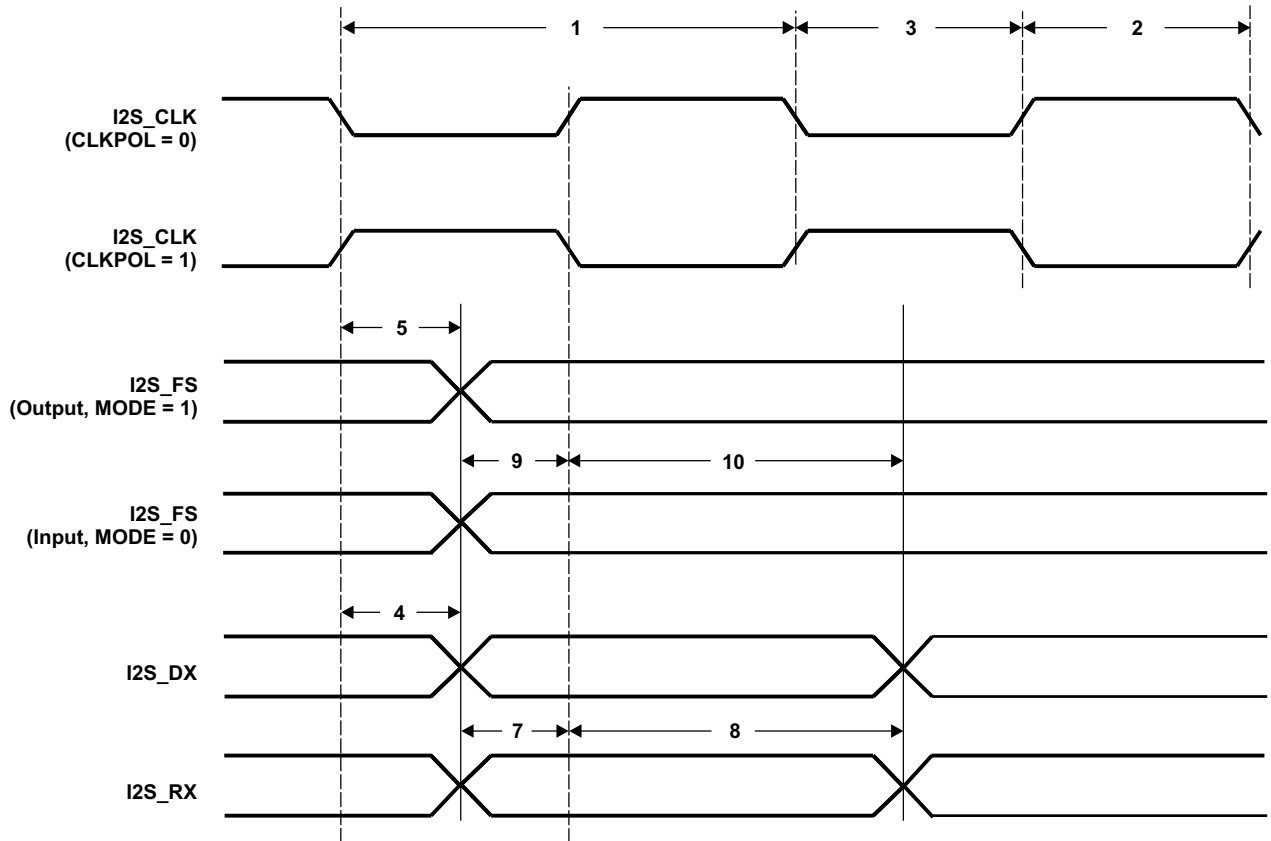 1
3
2
I2S_CLK
(CLKPOL = 0)
I2S_CLK
(CLKPOL = 1)
5
I2S_FS
(Output, MODE = 1)
9
10
I2S_FS
(Input, MODE = 0)
4
I2S_DX
7
8
I2S_RX